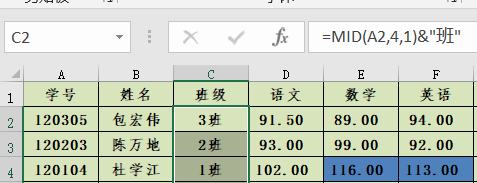 C2 fx =MID(A2,4,1)&"班"
A B C D E F
1 学号 姓名 班级 语文 数学 英语
2 120305 包宏伟 3班 91.50 89.00 94.00
3 120203 陈万地 2班 93.00 99.00 92.00
4 120104 杜学江 1班 102.00 116.00 113.00